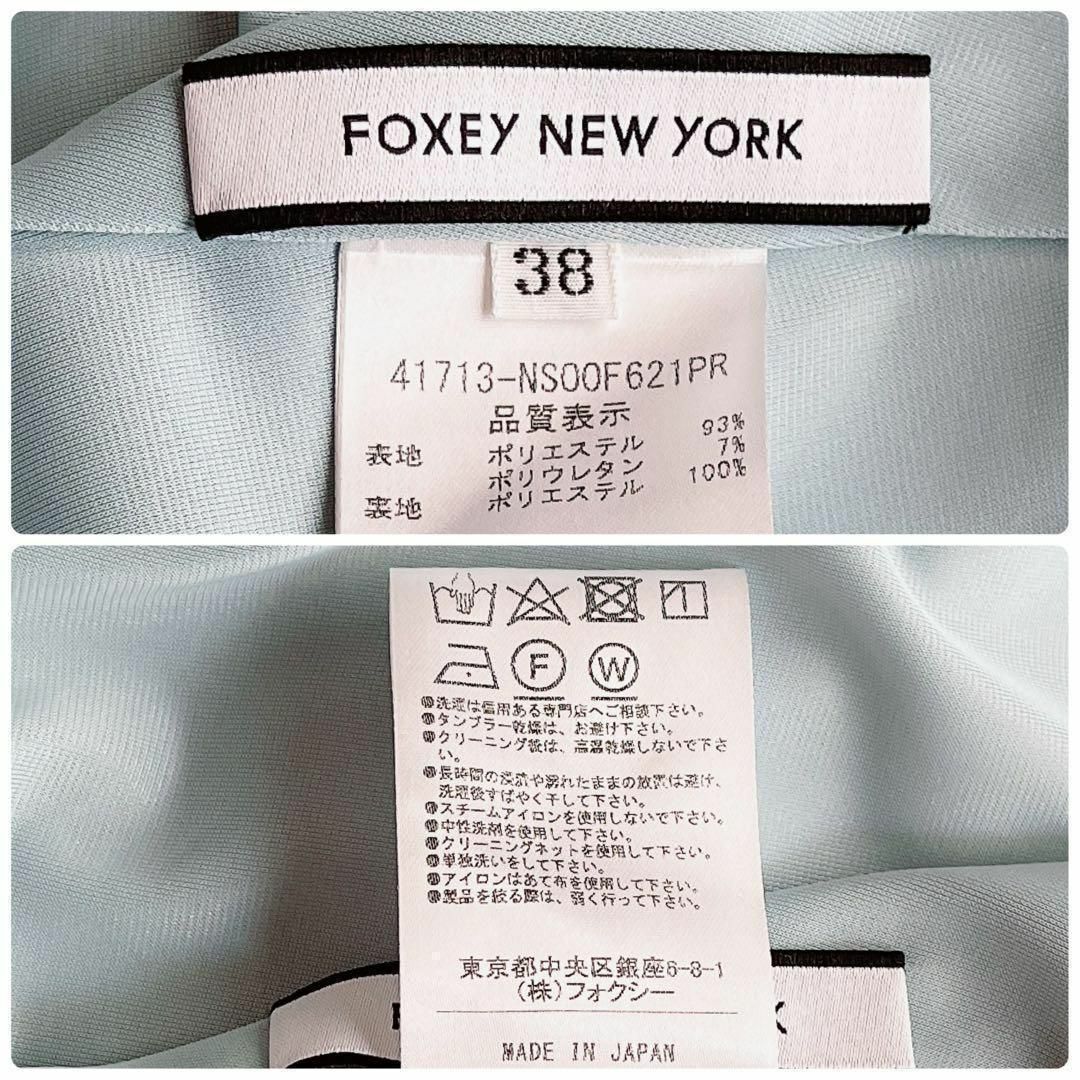 FOXEY NEW YORK
38
41713-NS00F621PR
品質表示
表地 ポリエステル 93%
ポリウレタン 7%
裏地 ポリエステル 100%
F W
洗濯は信用ある専門店へご相談下さい。
タンブラー乾燥は、お避け下さい。
クリーニング後は、高温乾燥しないで下さ
い。
長時間の浸漬や濡れたままの放置は避け、
洗濯後すばやく干して下さい。
スチームアイロンを使用しないで下さい。
中性洗剤を使用して下さい。
クリーニングネットを使用して下さい。
単独洗いをして下さい。
アイロンはあて布を使用して下さい。
製品を絞る際は、弱く行って下さい。
東京都中央区銀座6-8-1
(株)フォクシー
MADE IN JAPAN